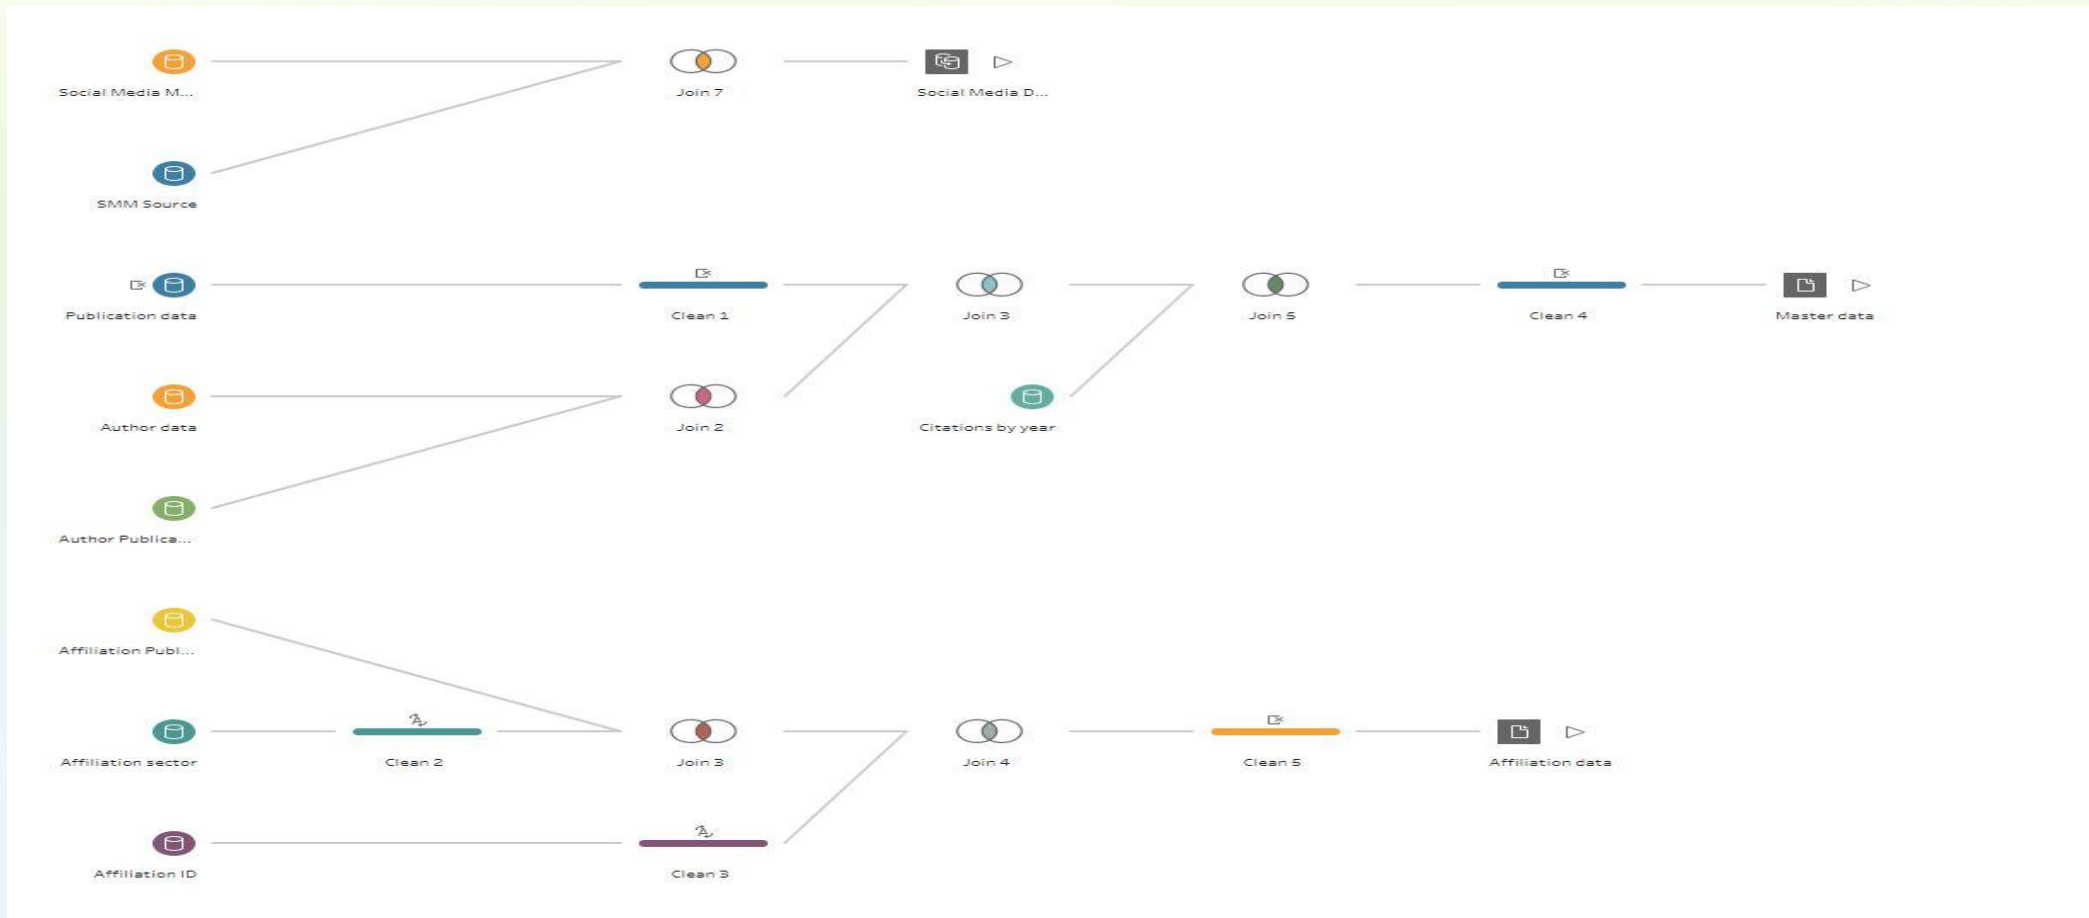 Social Media M...
Join 7
Social Media D...
SMM Source
Publication data
Clean 1
Join 3
Join 5
Clean 4
Master data
Author data
Join 2
Citations by year
Author Publica...
Affiliation Publ...
Affiliation sector
Clean 2
Join 3
Join 4
Clean 5
Affiliation data
Affiliation ID
Clean 3